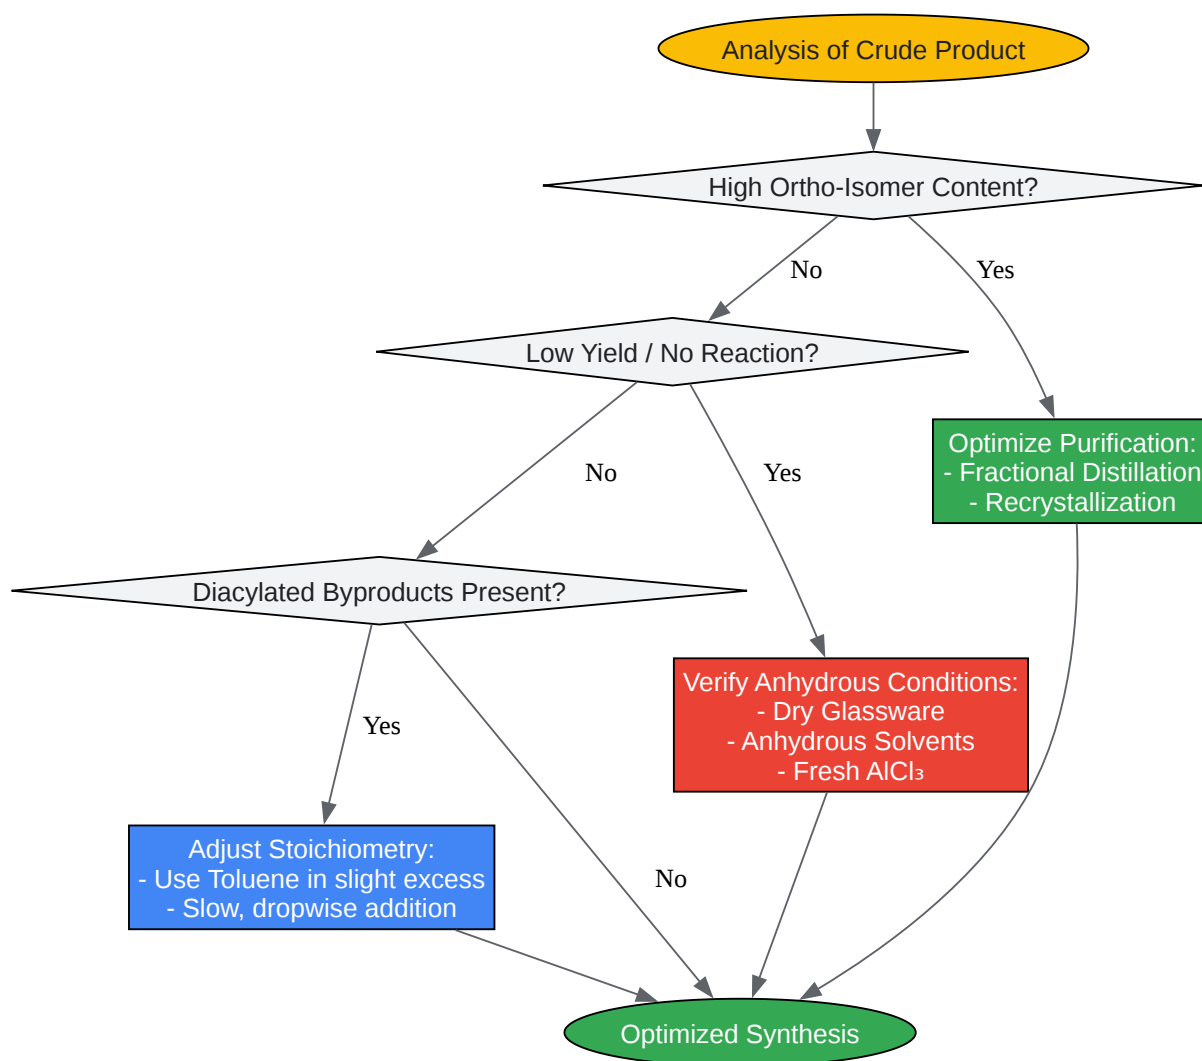 Analysis of Crude Product
High Ortho-Isomer Content?
No
Yes
Low Yield / No Reaction?
Optimize Purification:
- Fractional Distillation
- Recrystallization
No
Yes
Diacylated Byproducts Present?
Verify Anhydrous Conditions:
- Dry Glassware
- Anhydrous Solvents
- Fresh AlCl₃
Yes
Adjust Stoichiometry:
- Use Toluene in slight excess
- Slow, dropwise addition
No
Optimized Synthesis